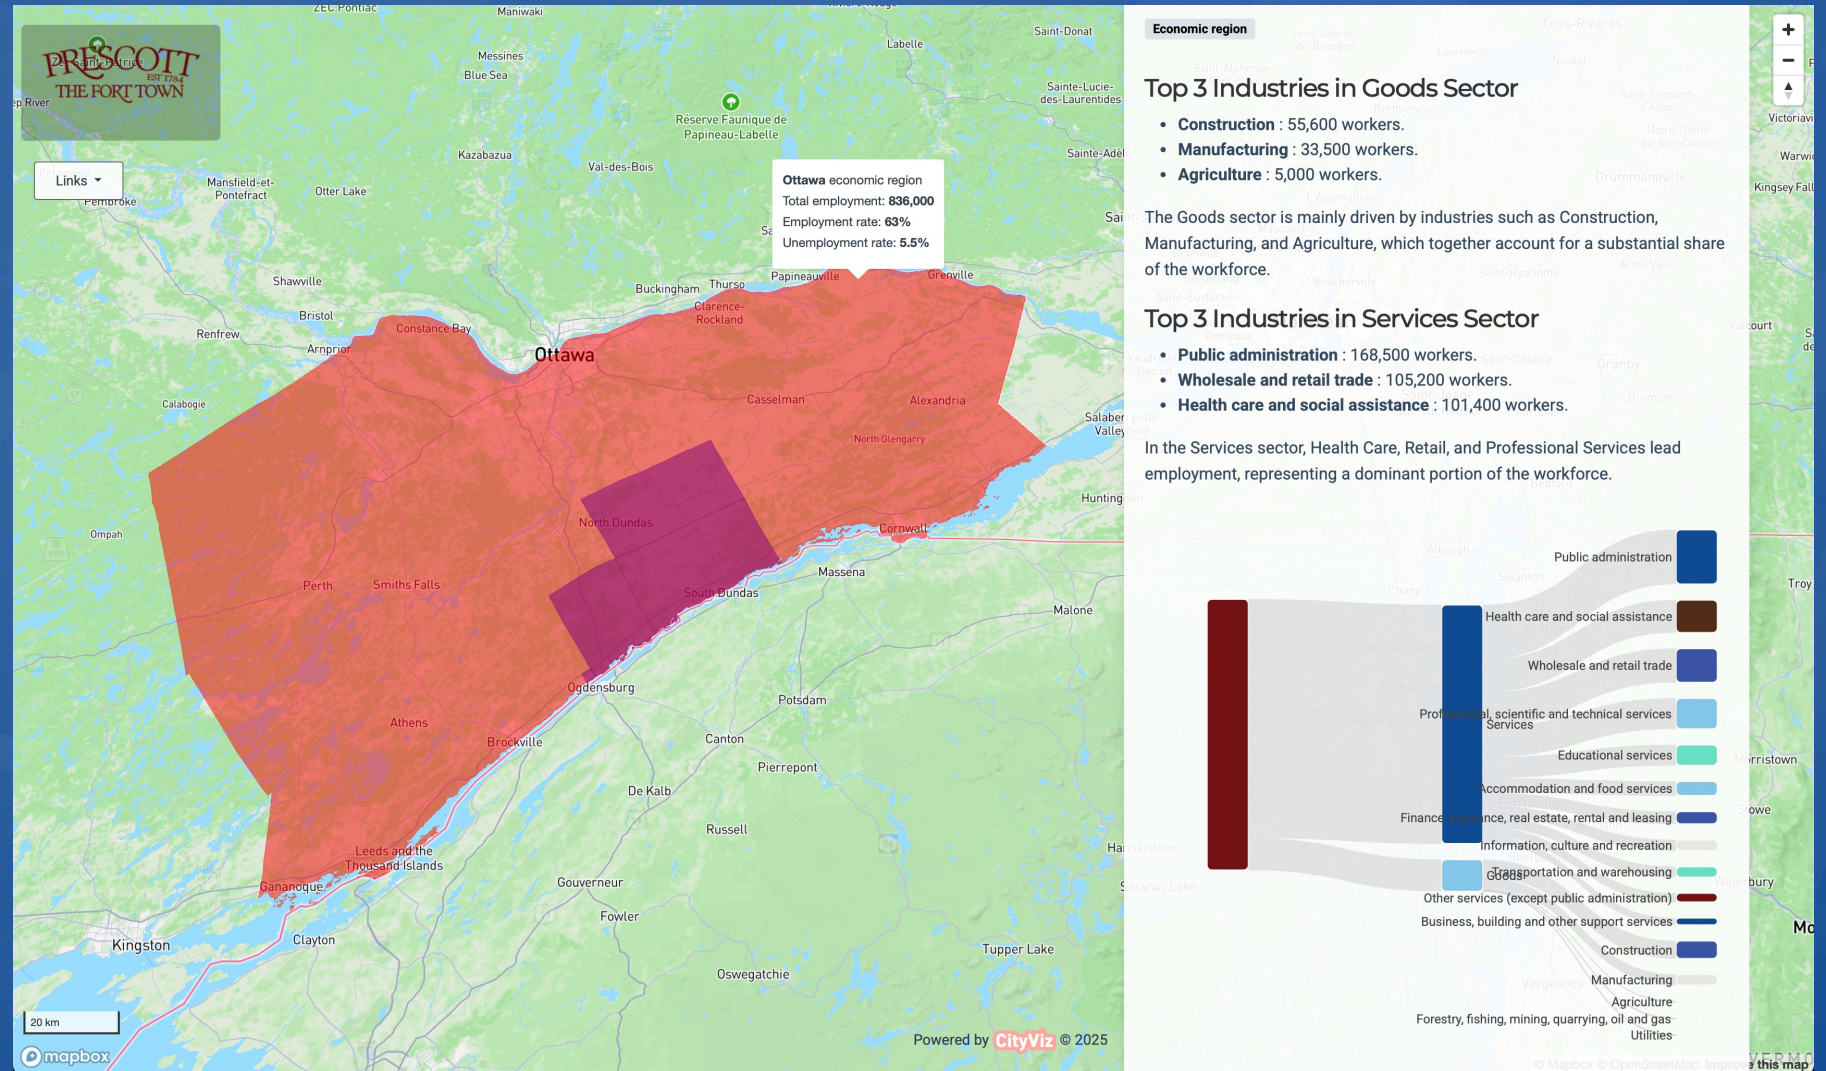 PRESCOTT
EST 1784
THE FORT TOWN
Links
ZEC Pontiac
Maniwaki
Saint-Donat
Messines
Blue Sea
Labelle
Sainte-Lucie-
des-Laurentides
Réserve Faunique de
Papineau-Labelle
Kazabazua
Val-des-Bois
Mansfield-et-
Pontefract
Otter Lake
Pembroke
Ottawa economic region
Total employment: 836,000
Employment rate: 63%
Unemployment rate: 5.5%
Shawville
Papineauville
Grenville
Buckingham
Thurso
Clarence-
Rockland
Bristol
Constance Bay
Renfrew
Arnprior
Ottawa
Calabogie
Casselman
Alexandria
North Glengarry
North Dundas
Cornwall
Ompah
Perth
Smiths Falls
South Dundas
Massena
Malone
Ogdensburg
Potsdam
Athens
Brockville
Canton
Pierrepont
De Kalb
Russell
Leeds and the
Thousand Islands
Gananoque
Gouverneur
Fowler
Kingston
Clayton
Tupper Lake
Oswegatchie
20 km
mapbox
Powered by CityViz © 2025
Economic region
Top 3 Industries in Goods Sector
• Construction : 55,600 workers.
• Manufacturing : 33,500 workers.
• Agriculture : 5,000 workers.
The Goods sector is mainly driven by industries such as Construction,
Manufacturing, and Agriculture, which together account for a substantial share
of the workforce.
Top 3 Industries in Services Sector
• Public administration : 168,500 workers.
• Wholesale and retail trade : 105,200 workers.
• Health care and social assistance : 101,400 workers.
In the Services sector, Health Care, Retail, and Professional Services lead
employment, representing a dominant portion of the workforce.
Public administration
Health care and social assistance
Wholesale and retail trade
Professional, scientific and technical services
Services
Educational services
Accommodation and food services
Finance, insurance, real estate, rental and leasing
Information, culture and recreation
Transportation and warehousing
Goods
Other services (except public administration)
Business, building and other support services
Construction
Manufacturing
Agriculture
Forestry, fishing, mining, quarrying, oil and gas
Utilities
© Mapbox © OpenStreetMap Improve this map